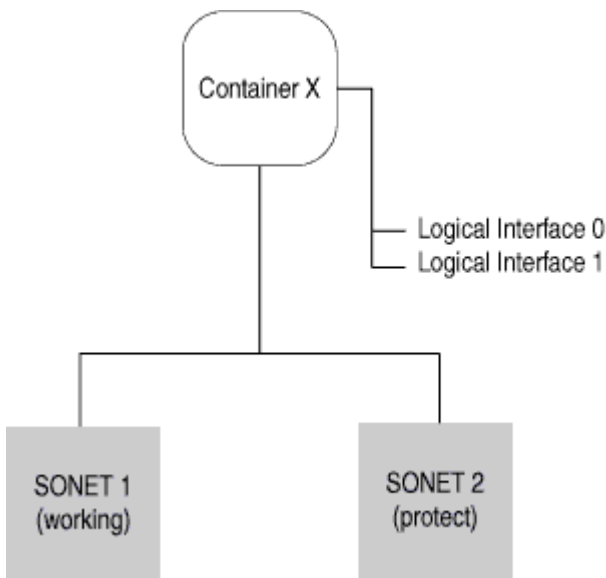 Container X
Logical Interface 0
Logical Interface 1
SONET 1
(working)
SONET 2
(protect)